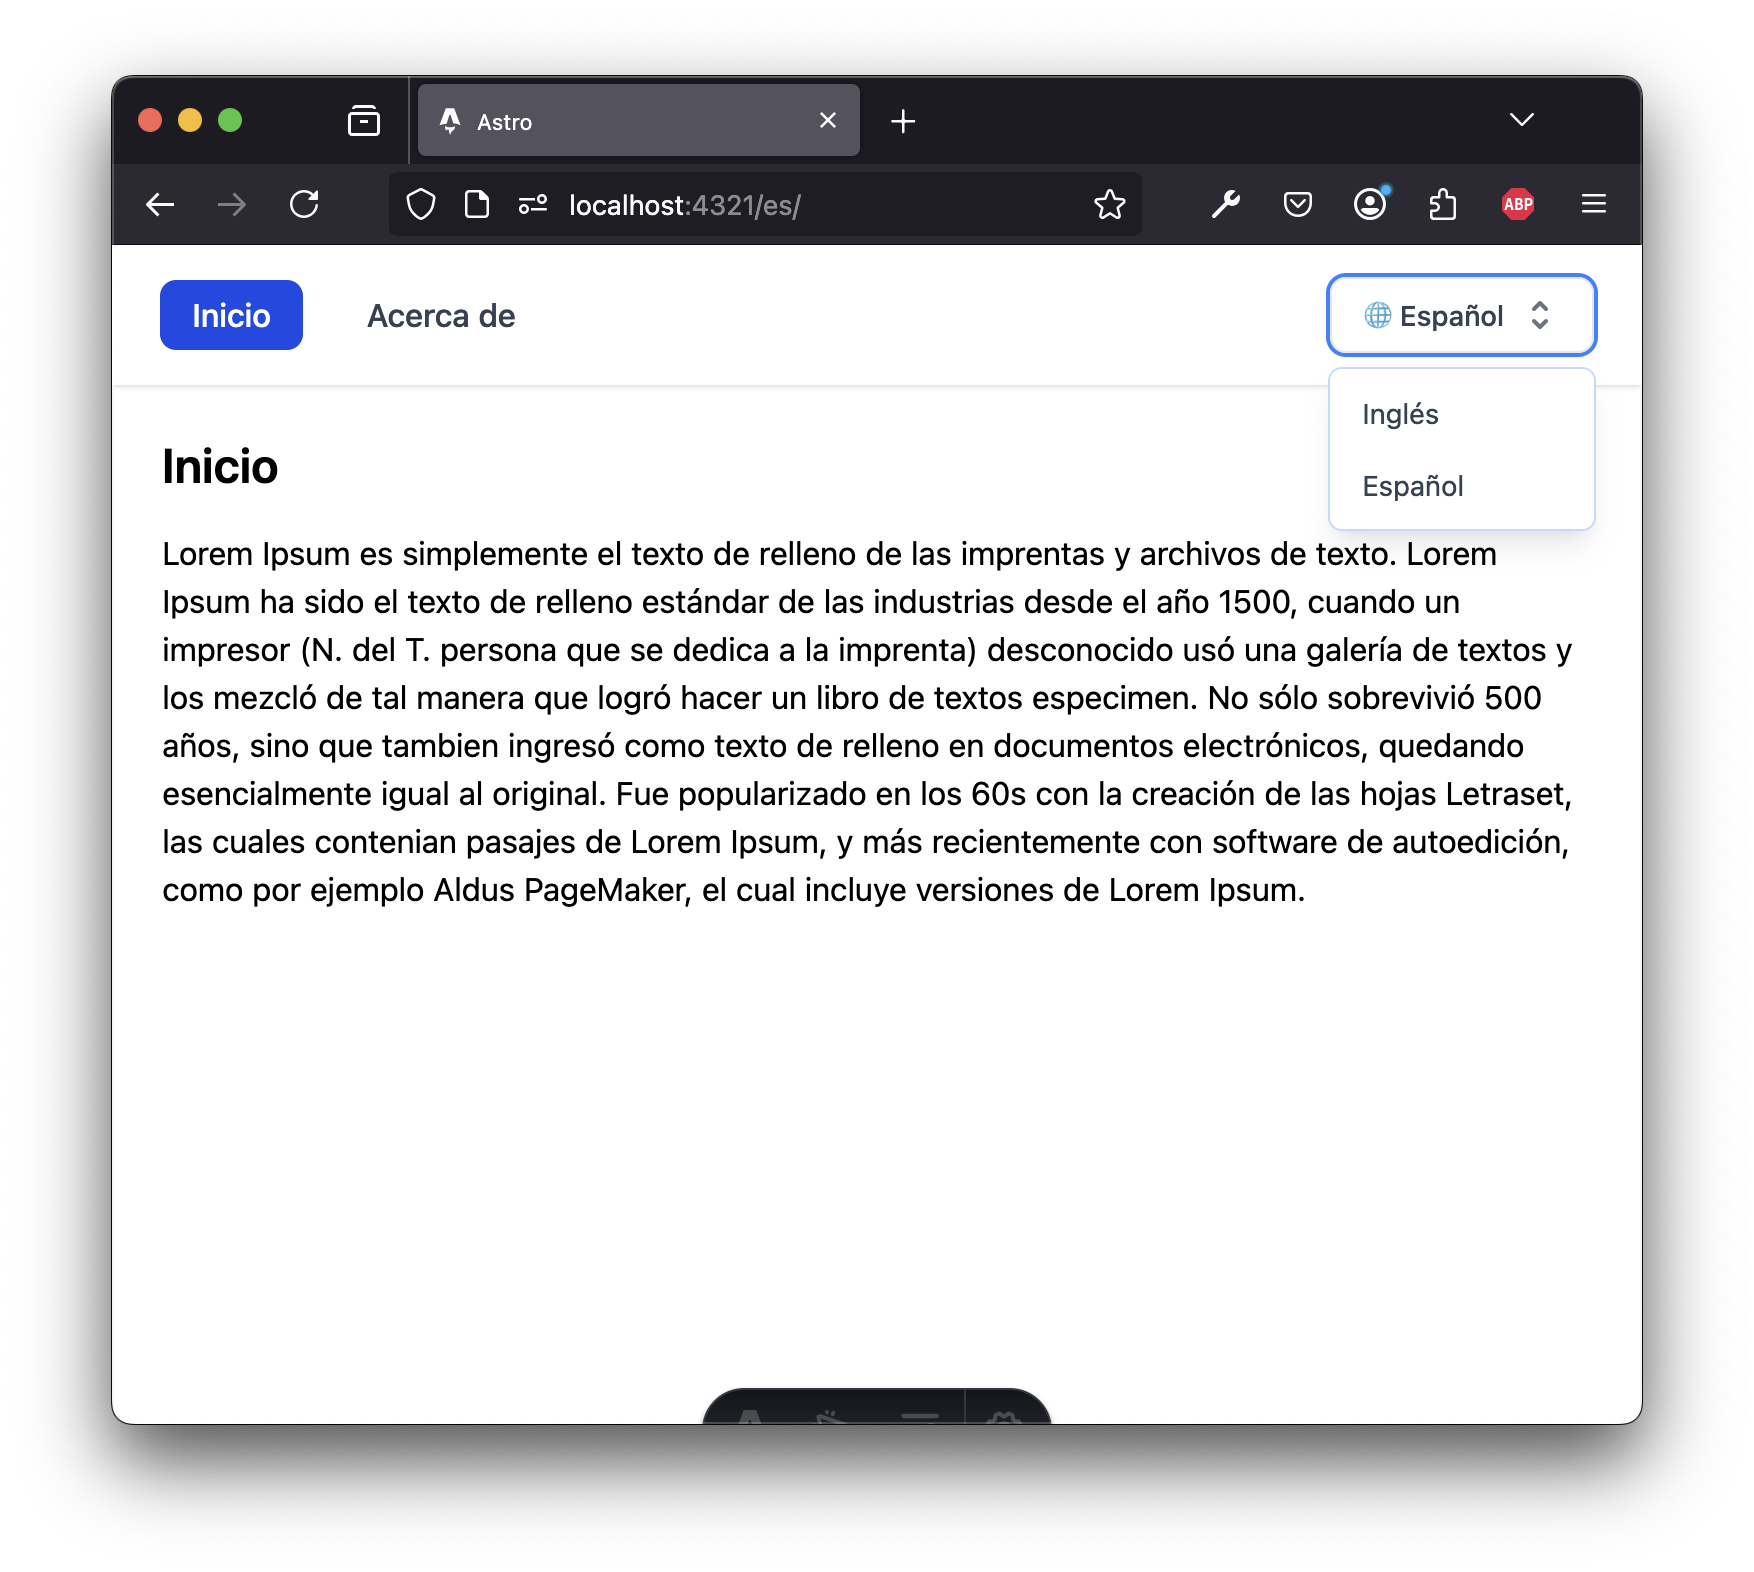 Astro
localhost:4321/es/
ABP
Inicio
Acerca de
Español
Inglés
Español
Inicio
Lorem Ipsum es simplemente el texto de relleno de las imprentas y archivos de texto. Lorem
Ipsum ha sido el texto de relleno estándar de las industrias desde el año 1500, cuando un
impresor (N. del T. persona que se dedica a la imprenta) desconocido usó una galería de textos y
los mezcló de tal manera que logró hacer un libro de textos especimen. No sólo sobrevivió 500
años, sino que tambien ingresó como texto de relleno en documentos electrónicos, quedando
esencialmente igual al original. Fue popularizado en los 60s con la creación de las hojas Letraset,
las cuales contenian pasajes de Lorem Ipsum, y más recientemente con software de autoedición,
como por ejemplo Aldus PageMaker, el cual incluye versiones de Lorem Ipsum.